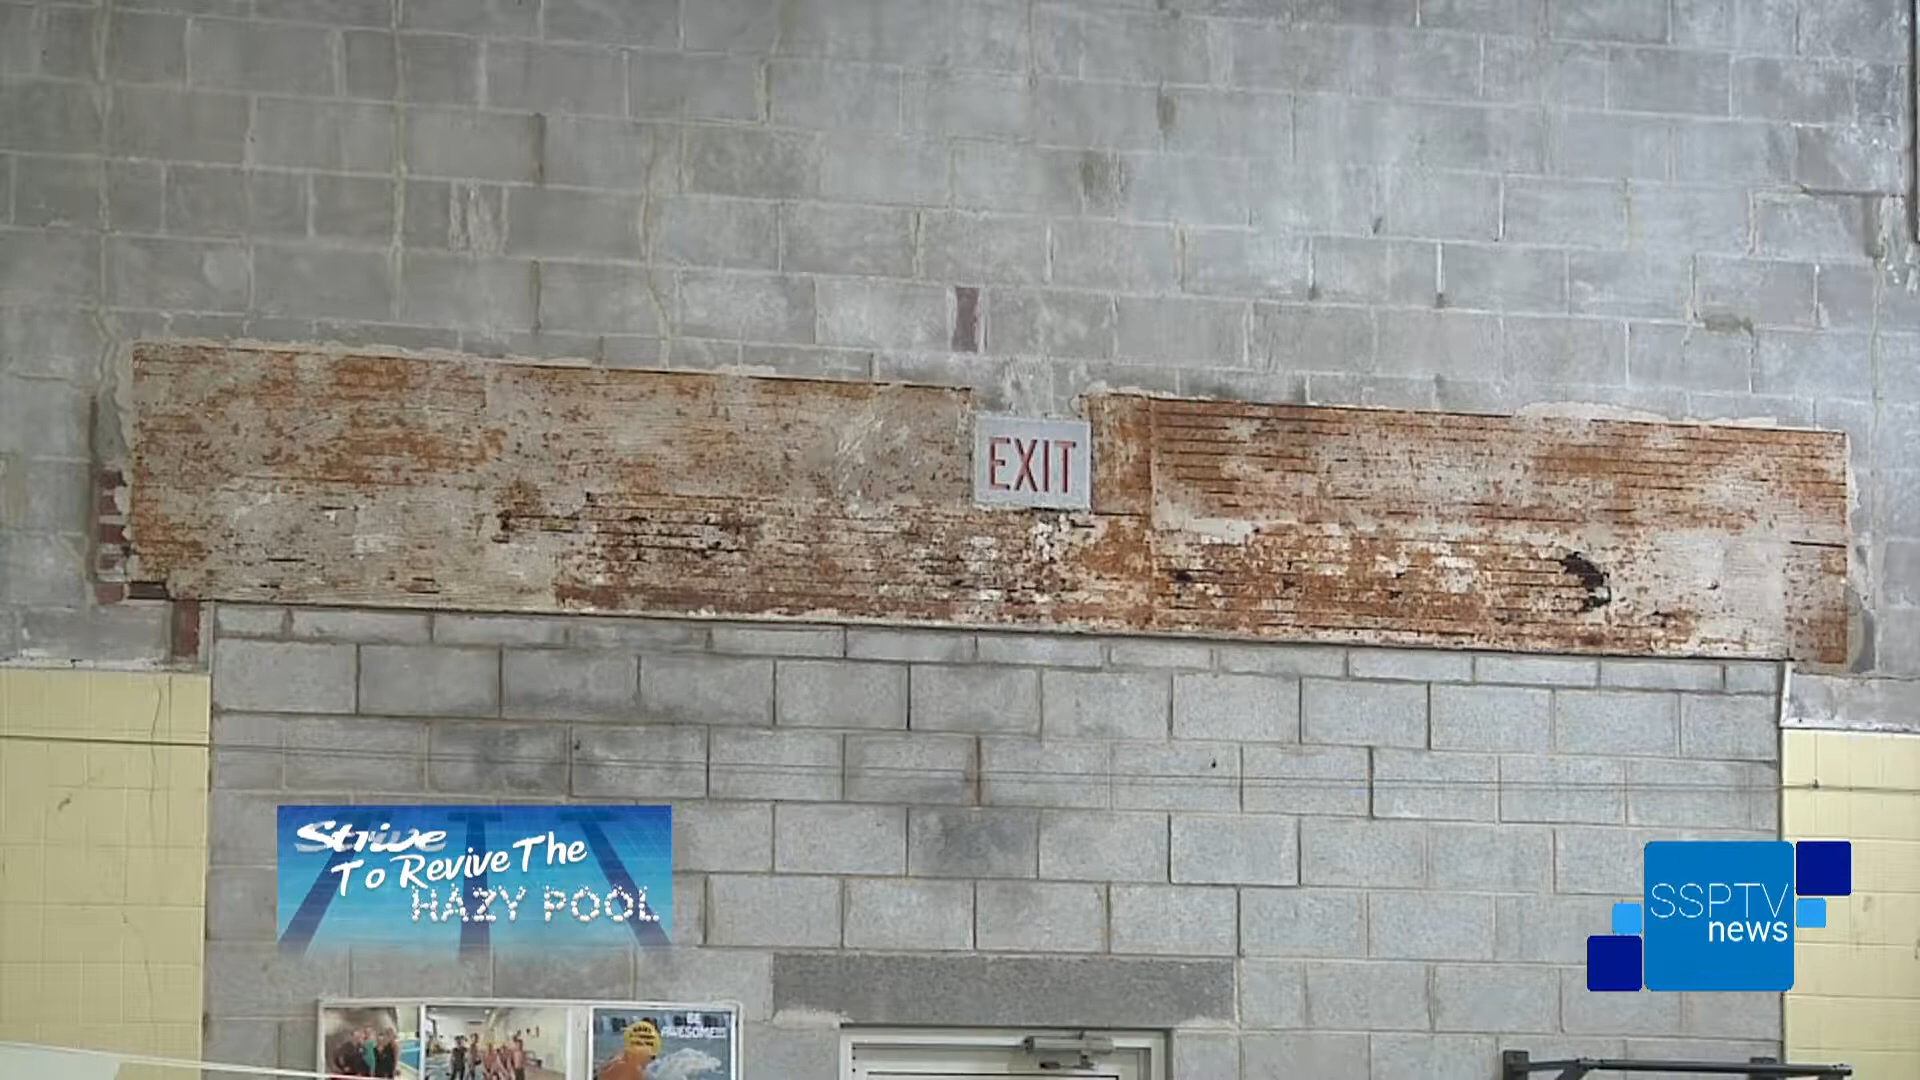 EXIT
Strive
To Revive The
HAZY POOL
SSPTV
news
BE
AWESOME!!!